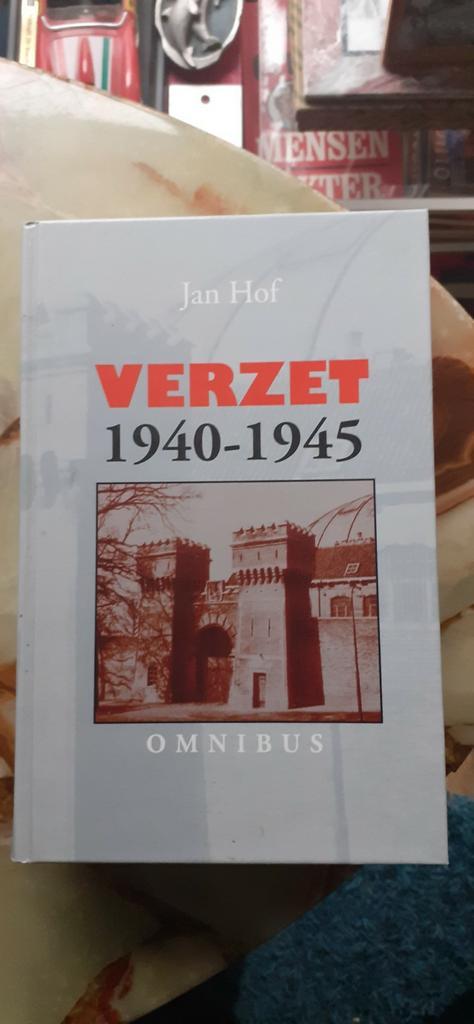 MENSEN
Jan Hof
VERZET
1940-1945
OMNIBUS